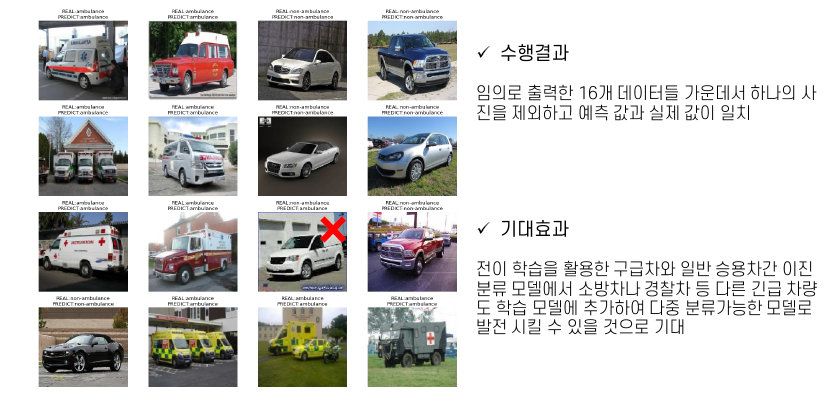 REAL:ambulance REAL:ambulance REAL:non-ambulance REAL:non-ambulance
PREDICT:ambulance PREDICT:ambulance PREDICT:non-ambulance PREDICT:non-ambulance
REAL:ambulance REAL:ambulance REAL:non-ambulance REAL:non-ambulance
PREDICT:ambulance PREDICT:ambulance PREDICT:non-ambulance PREDICT:non-ambulance
REAL:ambulance REAL:ambulance REAL:non-ambulance REAL:non-ambulance
PREDICT:ambulance PREDICT:ambulance PREDICT:ambulance PREDICT:non-ambulance
REAL:non-ambulance REAL:ambulance REAL:ambulance REAL:ambulance
PREDICT:non-ambulance PREDICT:ambulance PREDICT:ambulance PREDICT:ambulance
✓ 수행결과
임의로 출력한 16개 데이터들 가운데서 하나의 사
진을 제외하고 예측 값과 실제 값이 일치
✓ 기대효과
전이 학습을 활용한 구급차와 일반 승용차간 이진
분류 모델에서 소방차나 경찰차 등 다른 긴급 차량
도 학습 모델에 추가하여 다중 분류가능한 모델로
발전 시킬 수 있을 것으로 기대